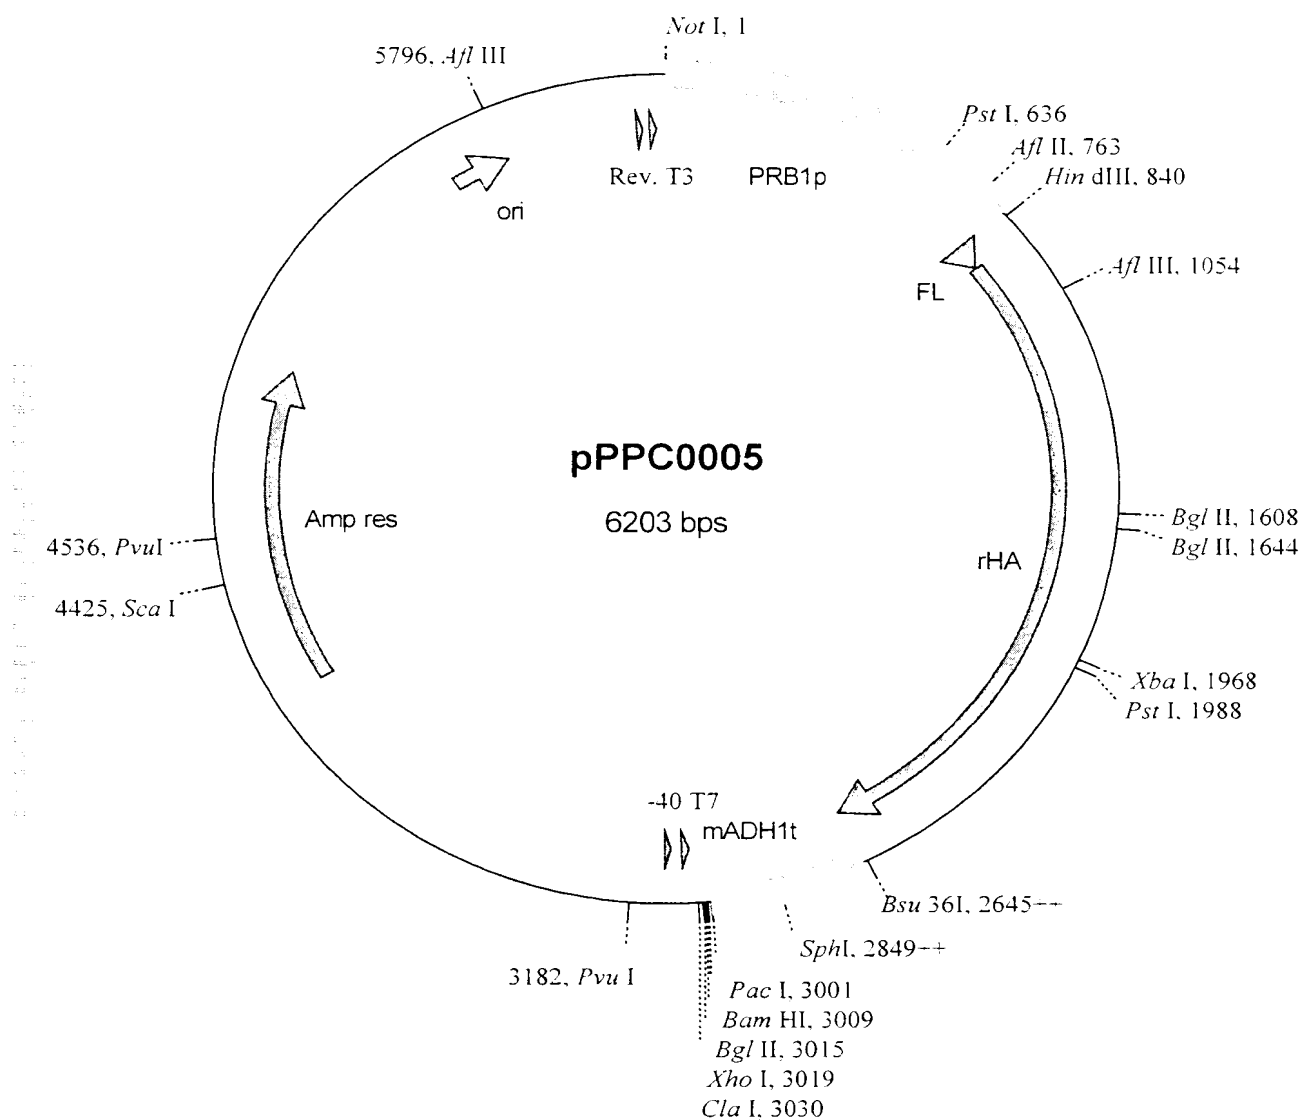 Not I, 1
5796, Afl III
Pst I, 636
Afl II, 763
Rev. T3
PRB1p
Hin dIII, 840
ori
Afl III, 1054
FL
pPPC0005
6203 bps
Amp res
Bgl II, 1608
Bgl II, 1644
4536, PvuI
rHA
4425, Sca I
Xba I, 1968
Pst I, 1988
-40 T7
mADH1t
Bsu 36I, 2645++
SphI, 2849++
3182, Pvu I
Pac I, 3001
Bam HI, 3009
Bgl II, 3015
Xho I, 3019
Cla I, 3030